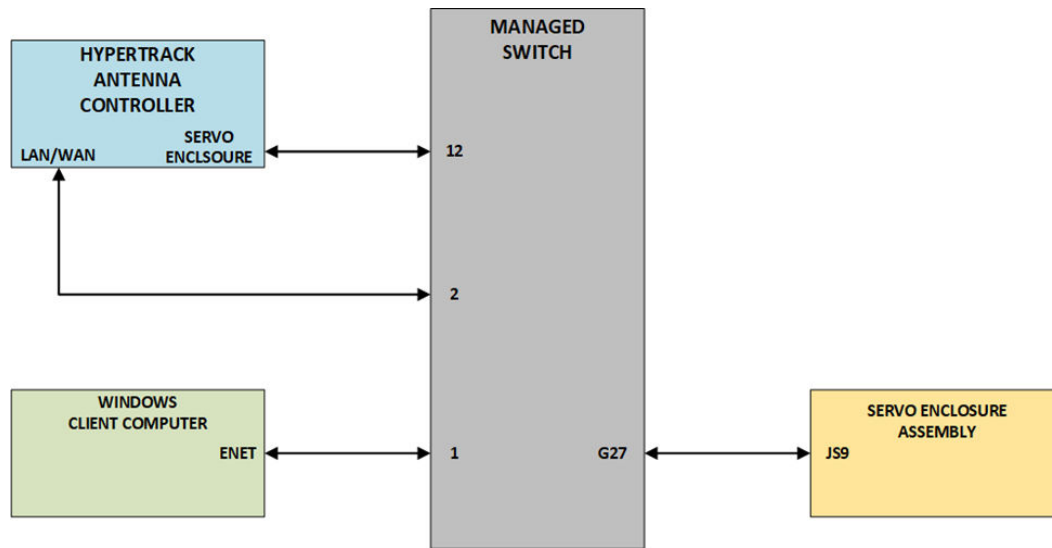 HYPERTRACK
ANTENNA
CONTROLLER
LAN/WAN
SERVO
ENCLSOURE
MANAGED
SWITCH
12
2
WINDOWS
CLIENT COMPUTER
ENET
1
G27
SERVO ENCLOSURE
ASSEMBLY
JS9